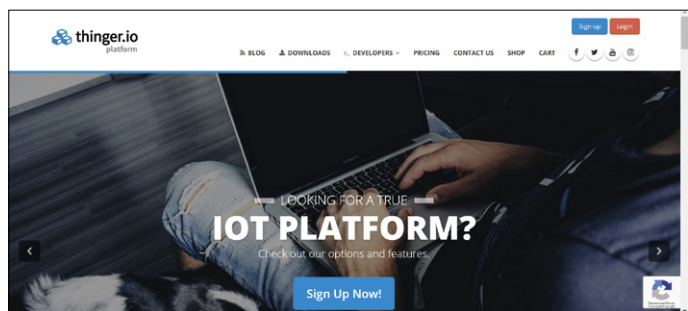 Sign up Login
thinger.io
platform
BLOG DOWNLOADS DEVELOPERS PRICING CONTACT US SHOP CART
LOOKING FOR A TRUE
IOT PLATFORM?
Check out our options and features.
Sign Up Now!